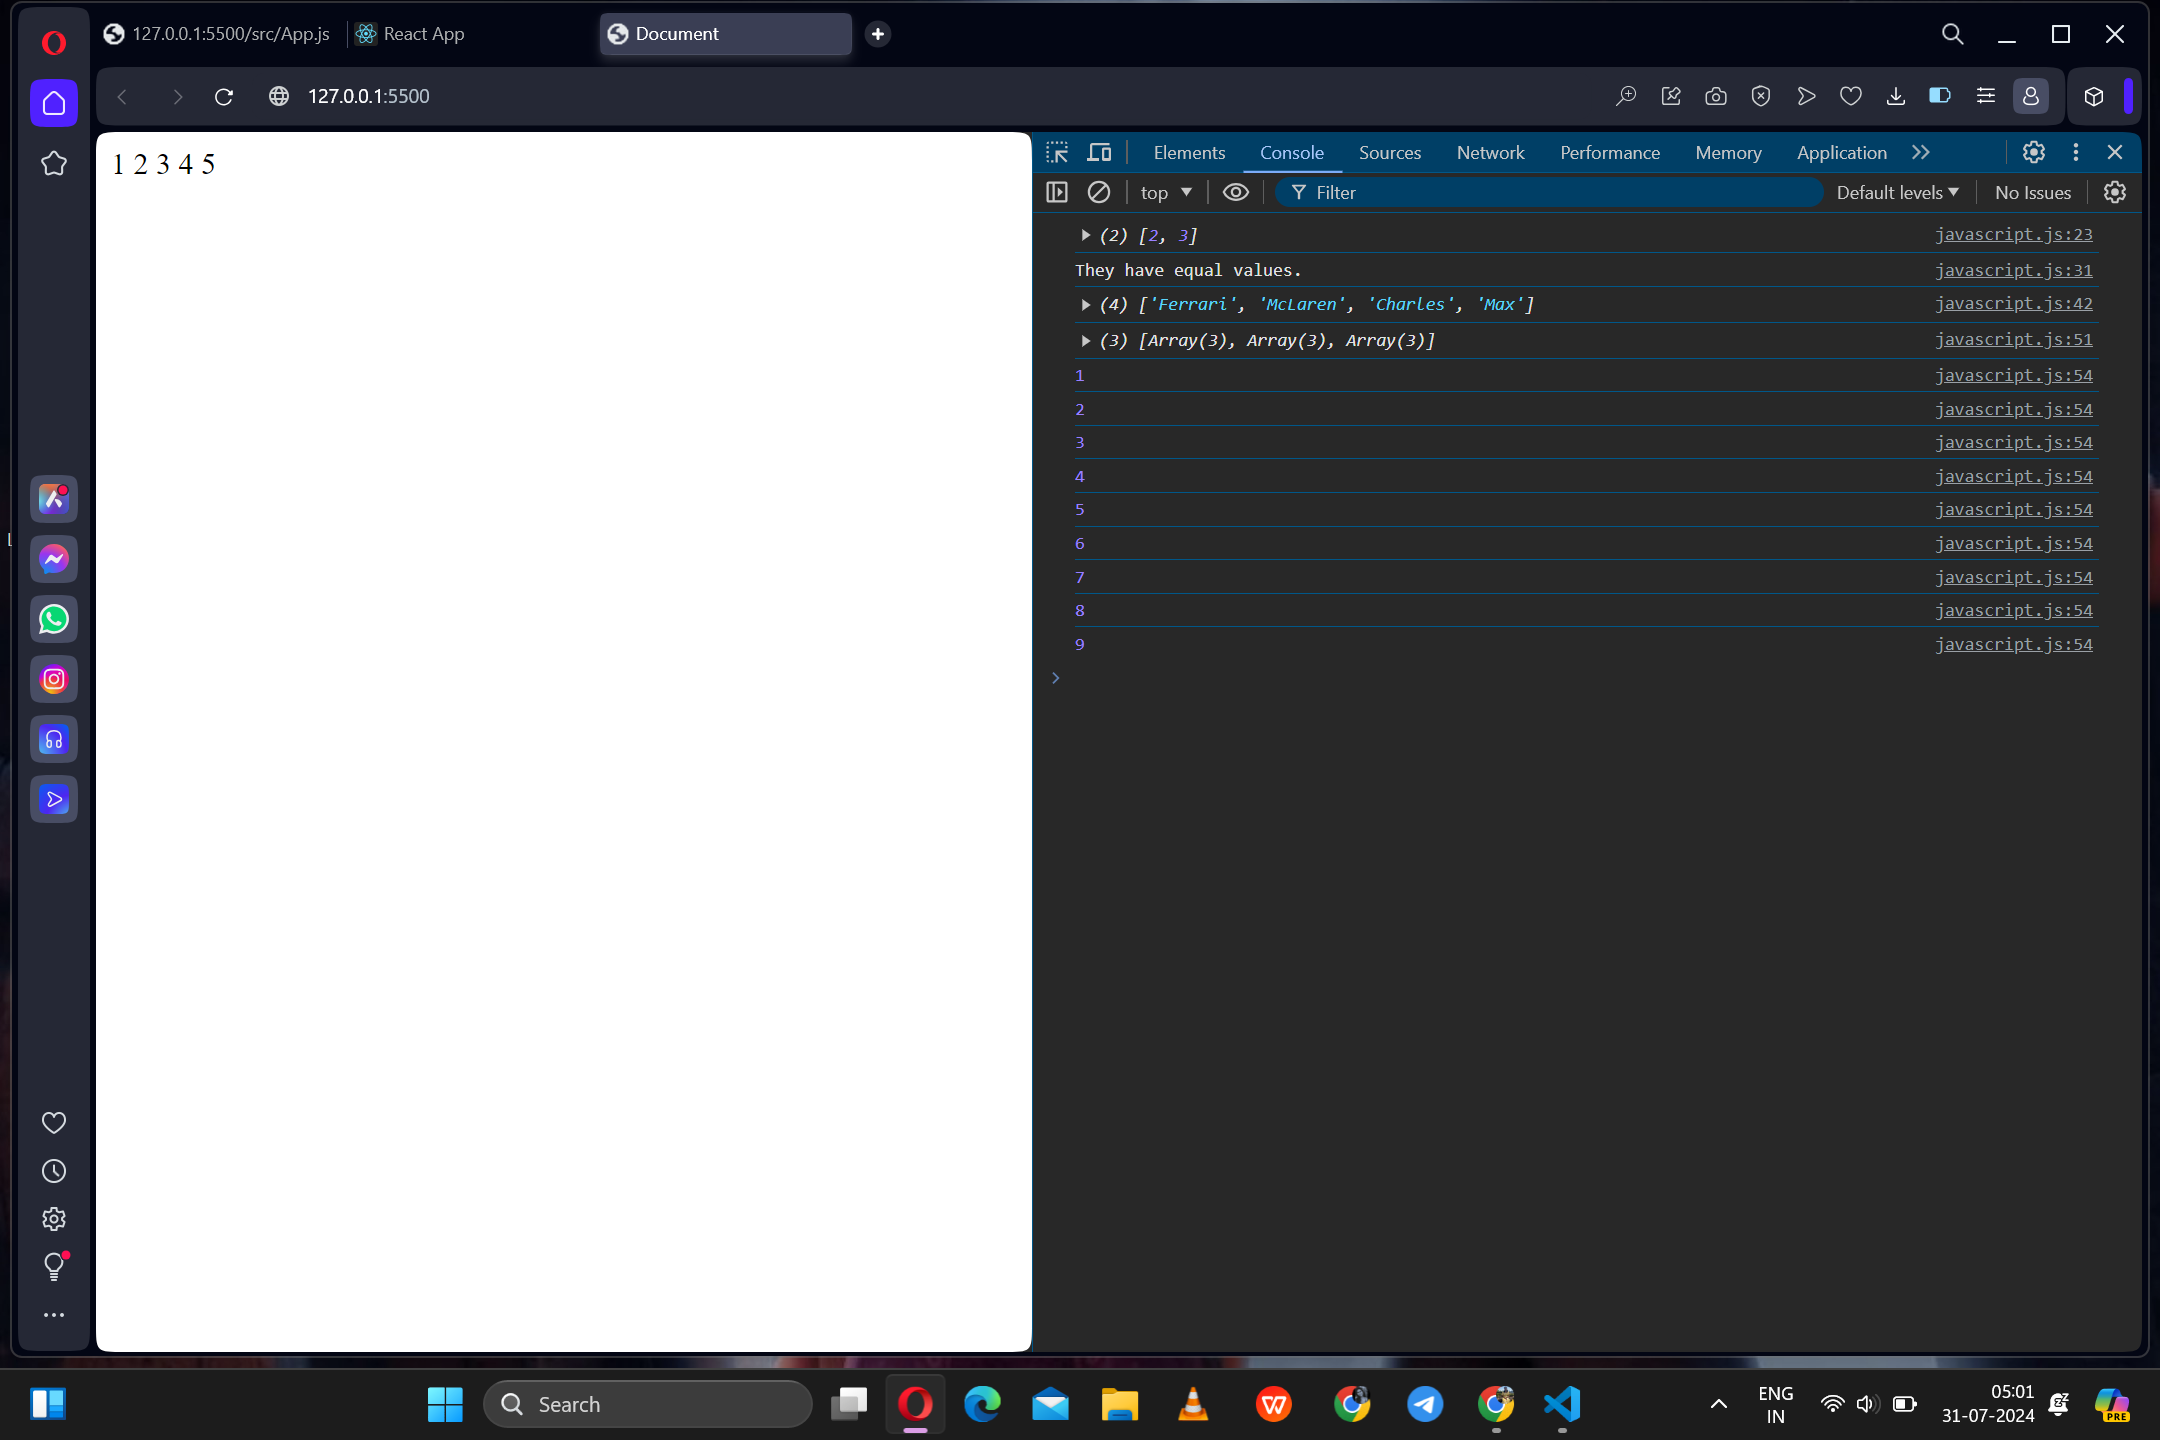 127.0.0.1:5500/src/App.js
React App
Document
127.0.0.1:5500
1 2 3 4 5
Elements Console Sources Network Performance Memory Application
top Filter Default levels No Issues
(2) [2, 3] javascript.js:23
They have equal values. javascript.js:31
(4) ['Ferrari', 'McLaren', 'Charles', 'Max'] javascript.js:42
(3) [Array(3), Array(3), Array(3)] javascript.js:51
1 javascript.js:54
2 javascript.js:54
3 javascript.js:54
4 javascript.js:54
5 javascript.js:54
6 javascript.js:54
7 javascript.js:54
8 javascript.js:54
9 javascript.js:54
Search
ENG
IN
05:01
31-07-2024
PRE